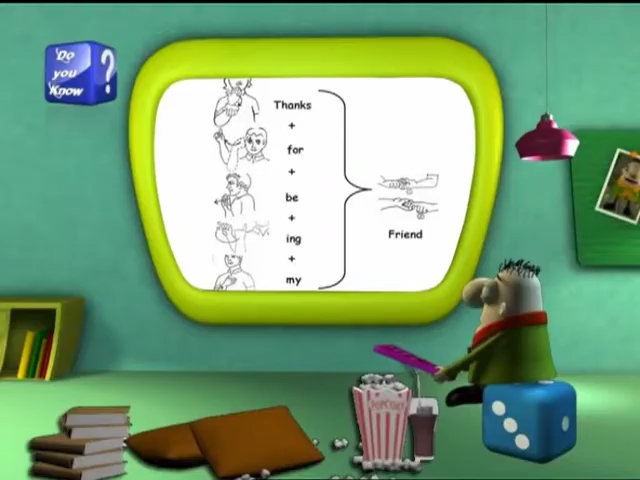 Do
you
Know
?
Thanks
+
for
+
be
+
ing
+
my
Friend
POPCORN